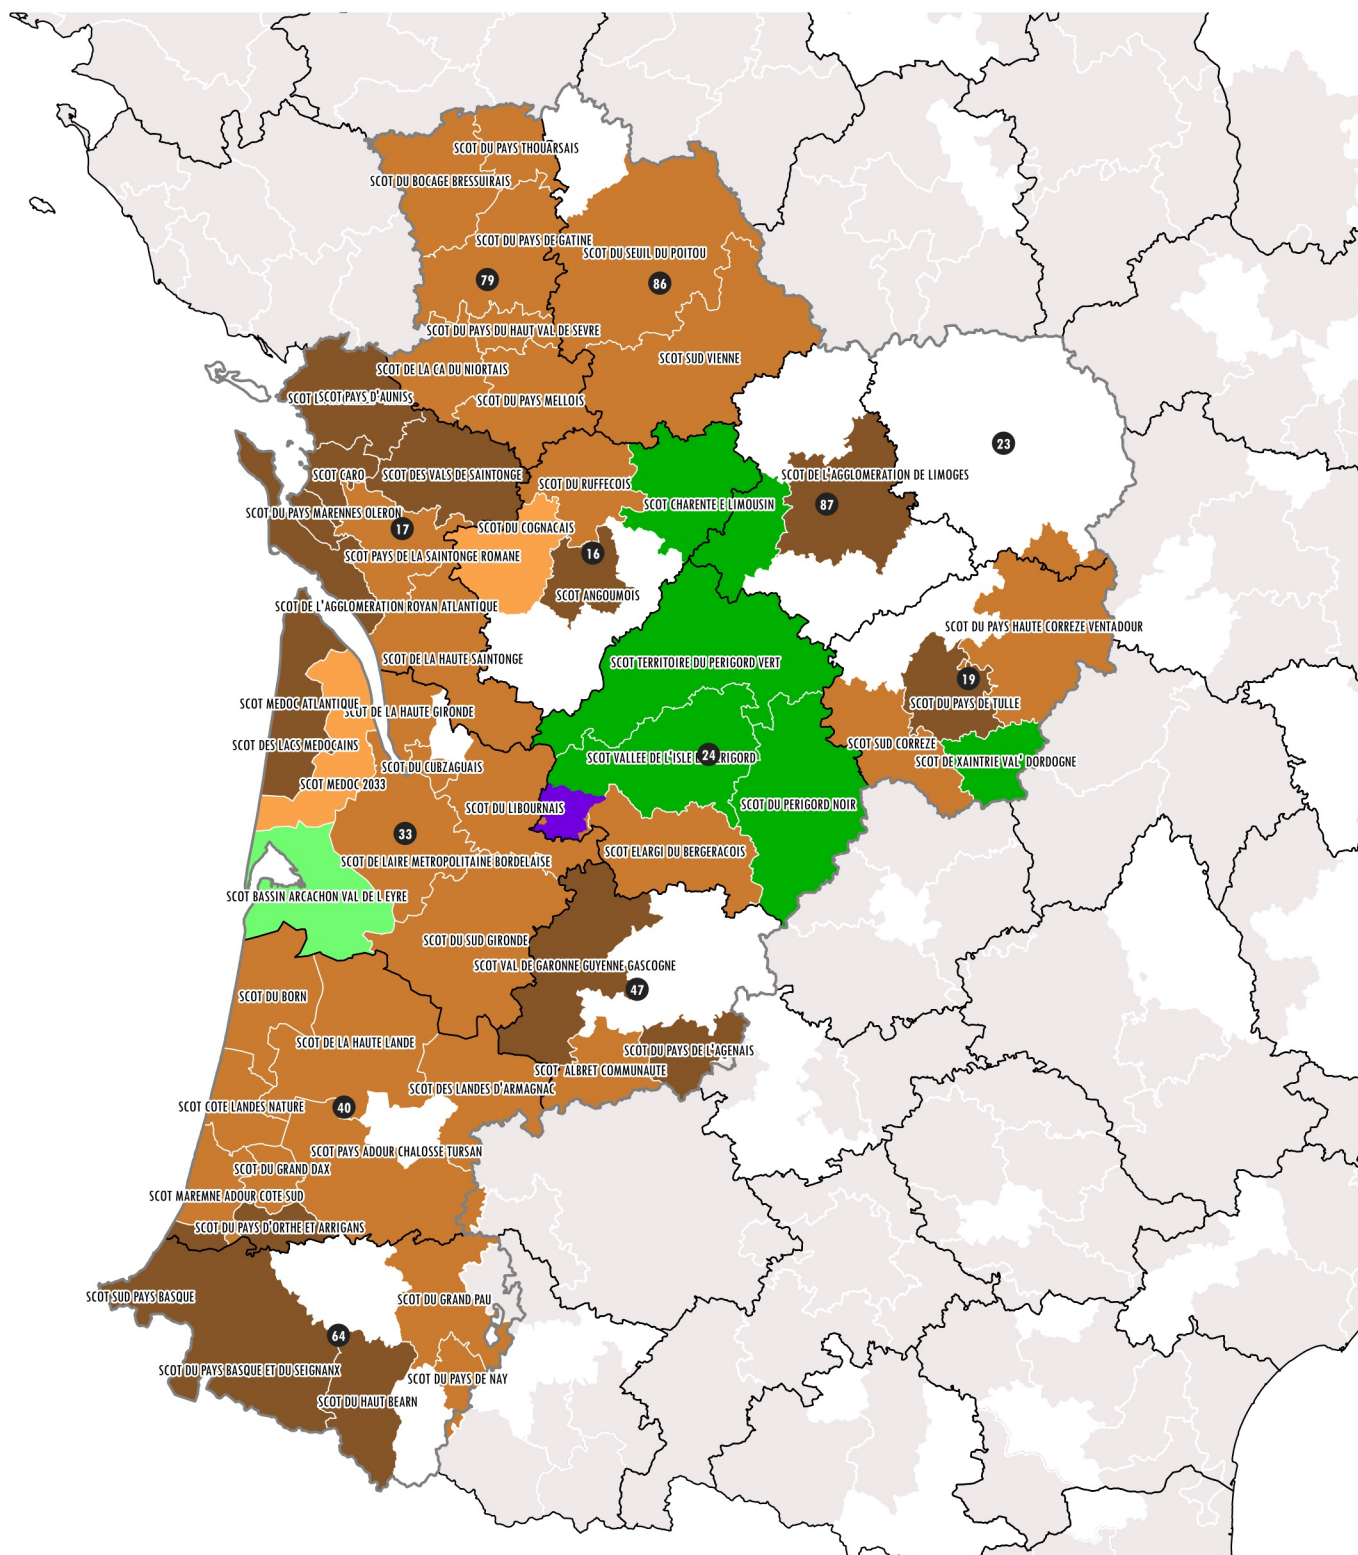 SCOT DU PAYS THOUARSAIS
SCOT DU BOCAGE BRESSUIRAIS
SCOT DU PAYS DE GATINE
SCOT DU SEUIL DU POITOU
79
86
SCOT DU PAYS DU HAUT VAL DE SEVRE
SCOT SUD VIENNE
SCOT DE LA CA DU NIORTAIS
SCOT PAYS D'AUNIS
SCOT DU PAYS MELLOIS
23
SCOT CARO
SCOT DES VALS DE SAINTONGE
SCOT DU RUFFECOIS
SCOT DE L'AGGLOMERATION DE LIMOGES
SCOT CHARENTE E LIMOUSIN
87
SCOT DU PAYS MARENNES OLERON
17
SCOT DU COGNACAIS
SCOT PAYS DE LA SAINTONGE ROMANE
16
SCOT ANGOUMOIS
SCOT DE L'AGGLOMERATION ROYAN ATLANTIQUE
SCOT DU PAYS HAUTE CORREZE VENTADOUR
SCOT DE LA HAUTE SAINTONGE
SCOT TERRITOIRE DU PERIGORD VERT
19
SCOT MEDOC ATLANTIQUE
SCOT DE LA HAUTE GIRONDE
SCOT DU PAYS DE TULLE
SCOT DES LACS MEDOCAINS
SCOT SUD CORREZE
SCOT VALLEE DE L'ISLE E
24
ERIGORD
SCOT DE XAINTRIE VAL' DORDOGNE
SCOT DU CUBZAGUAIS
SCOT MEDOC 2033
SCOT DU LIBOURNAIS
SCOT DU PERIGORD NOIR
33
SCOT ELARGI DU BERGERACOIS
SCOT DE LAIRE METROPOLITAINE BORDELAISE
SCOT BASSIN ARCACHON VAL DE L EYRE
SCOT DU SUD GIRONDE
SCOT VAL DE GARONNE GUYENNE GASCOGNE
47
SCOT DU BORN
SCOT DE LA HAUTE LANDE
SCOT DU PAYS DE L'AGENAIS
SCOT ALBRET COMMUNAUTE
SCOT DES LANDES D'ARMAGNAC
SCOT COTE LANDES NATURE
40
SCOT PAYS ADOUR CHALOSSE TURSAN
SCOT DU GRAND DAX
SCOT MAREMNE ADOUR COTE SUD
SCOT DU PAYS D'ORTHE ET ARRIGANS
SCOT SUD PAYS BASQUE
SCOT DU GRAND PAU
64
SCOT DU PAYS BASQUE ET DU SEIGNANX
SCOT DU PAYS DE NAY
SCOT DU HAUT BEARN